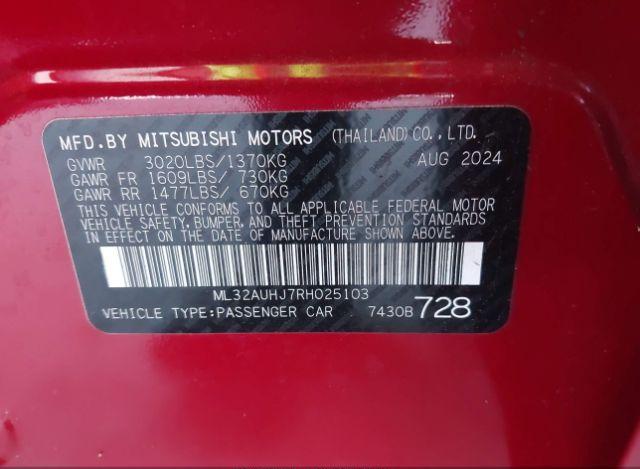 MFD.BY MITSUBISHI MOTORS (THAILAND)CO.,LTD.
GVWR 3020LBS/1370KG AUG 2024
GAWR FR 1609LBS/ 730KG
GAWR RR 1477LBS/ 670KG
THIS VEHICLE CONFORMS TO ALL APPLICABLE FEDERAL MOTOR
VEHICLE SAFETY,BUMPER,AND THEFT PREVENTION STANDARDS
IN EFFECT ON THE DATE OF MANUFACTURE SHOWN ABOVE.
ML32AUHJ7RH025103
VEHICLE TYPE:PASSENGER CAR 7430B 728